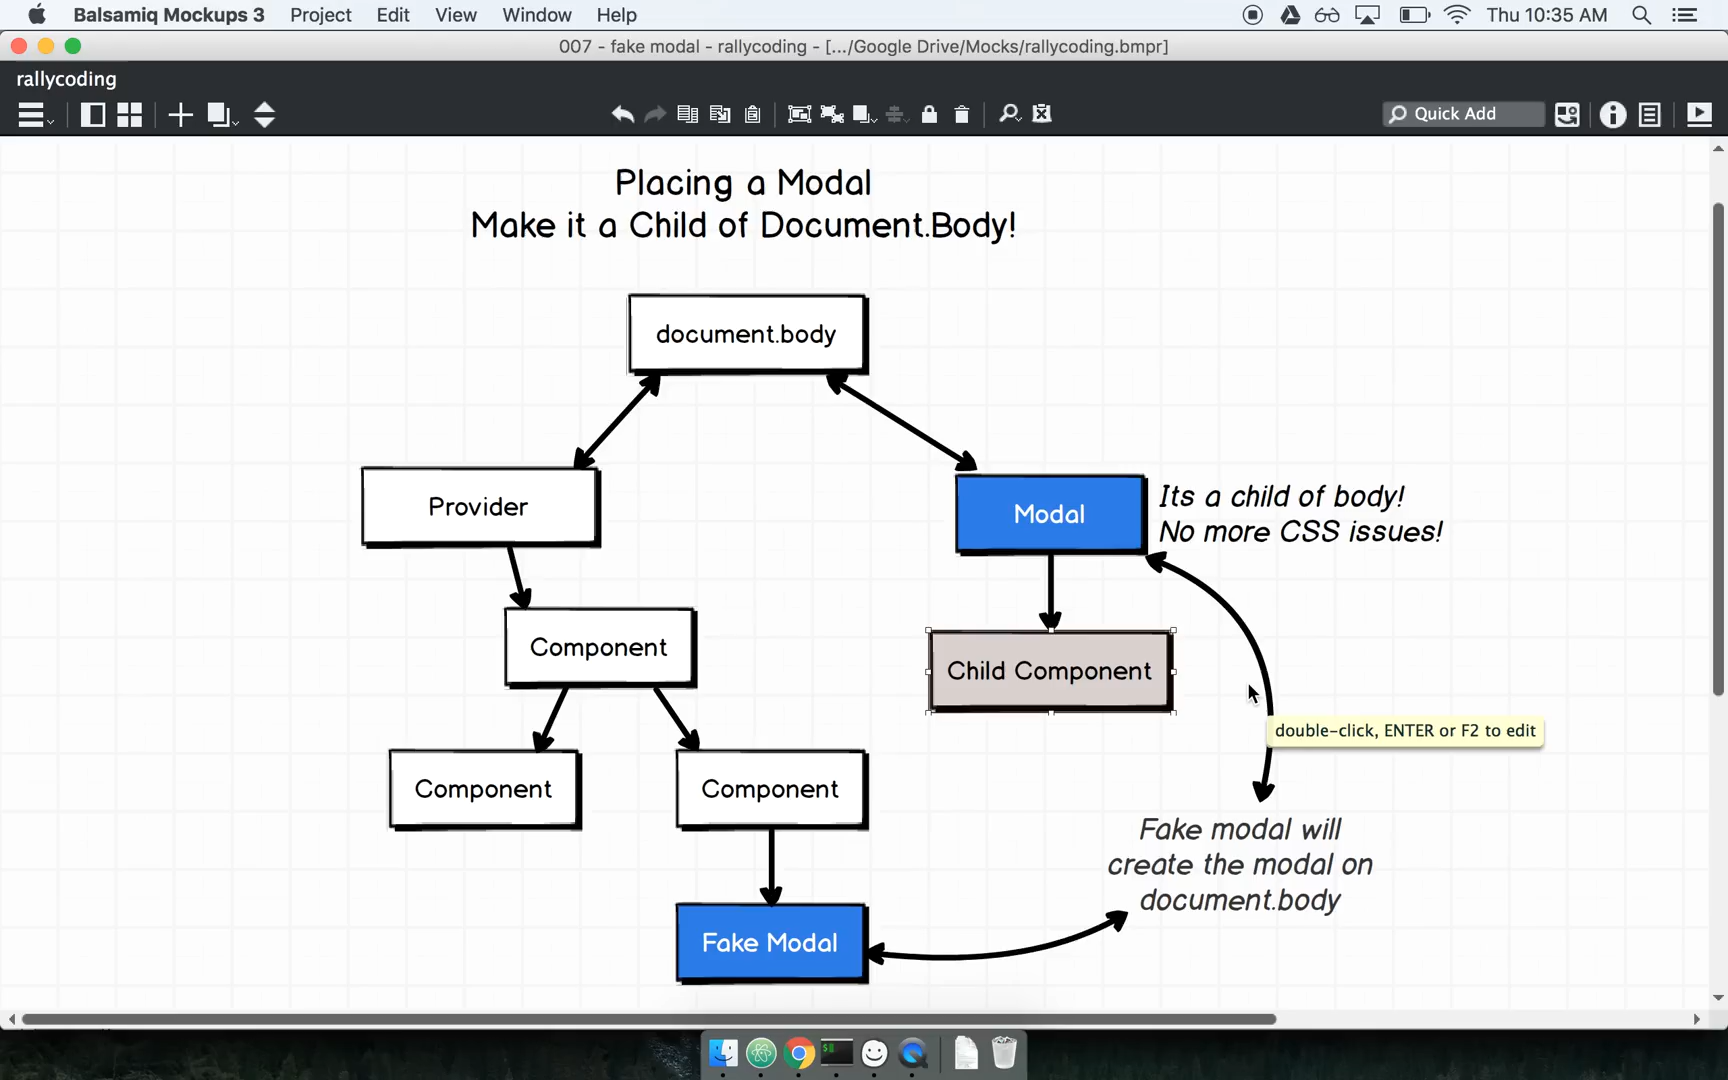 Balsamiq Mockups 3 Project Edit View Window Help Thu 10:35 AM
007 - fake modal - rallycoding - [.../Google Drive/Mocks/rallycoding.bmpr]
rallycoding
Quick Add
Placing a Modal
Make it a Child of Document.Body!
document.body
Provider
Modal
Its a child of body!
No more CSS issues!
Component
Child Component
double-click, ENTER or F2 to edit
Component
Component
Fake modal will
create the modal on
document.body
Fake Modal